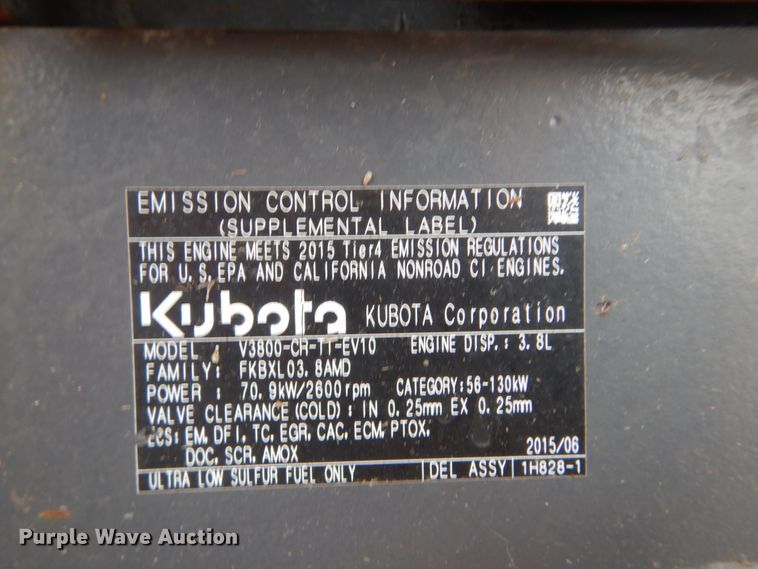 EMISSION CONTROL INFORMATION
(SUPPLEMENTAL LABEL)
THIS ENGINE MEETS 2015 Tier4 EMISSION REGULATIONS
FOR U.S.EPA AND CALIFORNIA NONROAD CI ENGINES.
Kubota KUBOTA Corporation
MODEL : V3800-CR-TI-EV10 ENGINE DISP.: 3.8L
FAMILY: FKBXL03.8AMD
POWER : 70.9kW/2600rpm CATEGORY:56-130kW
VALVE CLEARANCE(COLD): IN 0.25mm EX 0.25mm
ECS: EM,DFI,TC,EGR,CAC,ECM,PTOX,
DOC,SCR,AMOX 2015/06
ULTRA LOW SULFUR FUEL ONLY DEL ASSY 1H828-1
Purple Wave Auction